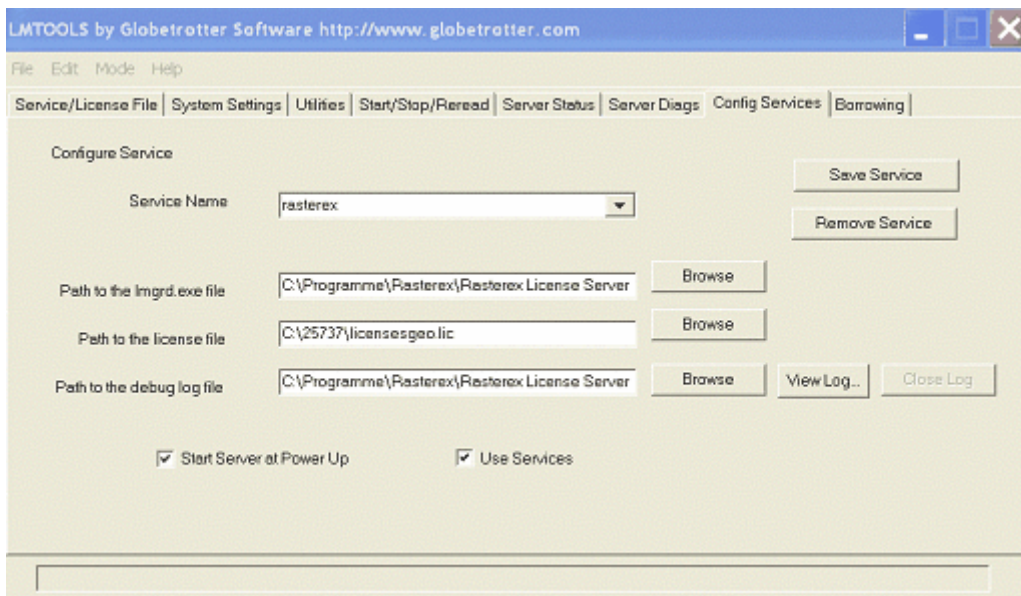 LMTOOLS by Globetrotter Software http://www.globetrotter.com
File Edit Mode Help
Service/License File System Settings Utilities Start/Stop/Reread Server Status Server Diags Config Services Borrowing
Configure Service
Save Service
Service Name rasterex
Remove Service
Path to the lmgrd.exe file C:\Programme\Rasterex\Rasterex License Server Browse
Path to the license file C:\25737\licensesgeo.lic Browse
Path to the debug log file C:\Programme\Rasterex\Rasterex License Server Browse View Log... Close Log
Start Server at Power Up Use Services